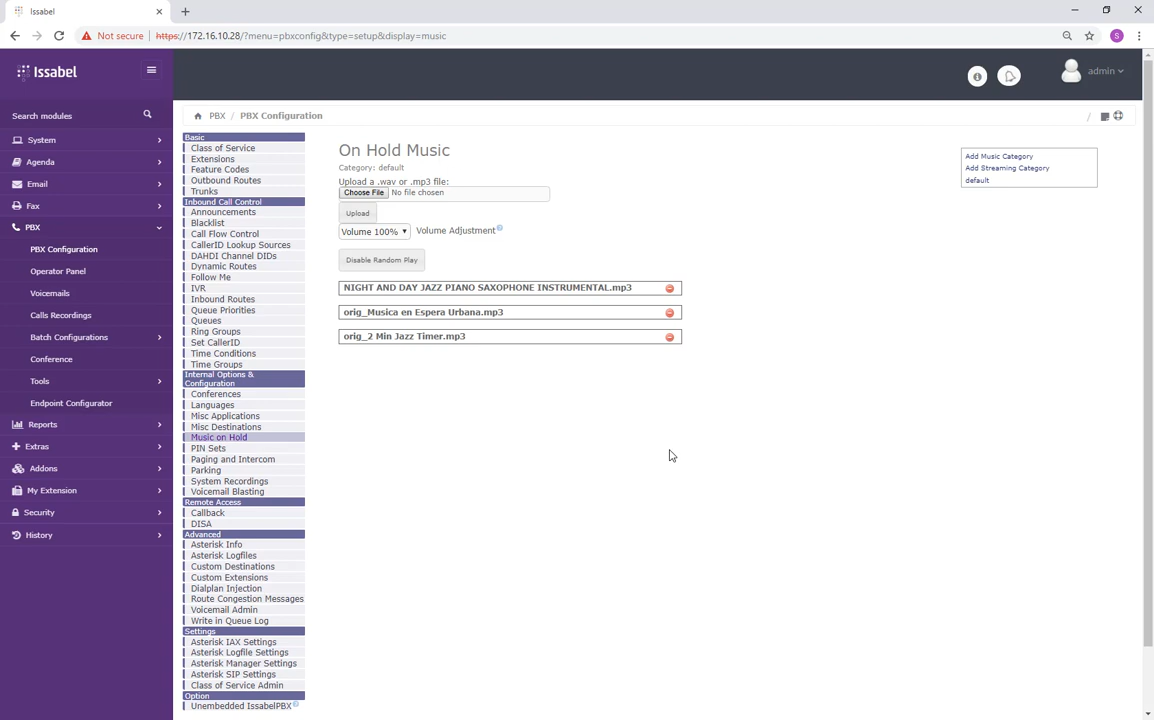 Issabel
Not secure
https://172.16.10.28/?menu=pbxconfig&type=setup&display=music
S
Issabel
admin
Search modules
System
Agenda
Email
Fax
PBX
PBX Configuration
Operator Panel
Voicemails
Calls Recordings
Batch Configurations
Conference
Tools
Endpoint Configurator
Reports
Extras
Addons
My Extension
Security
History
PBX / PBX Configuration
/
Basic
Class of Service
Extensions
Feature Codes
Outbound Routes
Trunks
Inbound Call Control
Announcements
Blacklist
Call Flow Control
CallerID Lookup Sources
DAHDI Channel DIDs
Dynamic Routes
Follow Me
IVR
Inbound Routes
Queue Priorities
Queues
Ring Groups
Set CallerID
Time Conditions
Time Groups
Internal Options &
Configuration
Conferences
Languages
Misc Applications
Misc Destinations
Music on Hold
PIN Sets
Paging and Intercom
Parking
System Recordings
Voicemail Blasting
Remote Access
Callback
DISA
Advanced
Asterisk Info
Asterisk Logfiles
Custom Destinations
Custom Extensions
Dialplan Injection
Route Congestion Messages
Voicemail Admin
Write in Queue Log
Settings
Asterisk IAX Settings
Asterisk Logfile Settings
Asterisk Manager Settings
Asterisk SIP Settings
Class of Service Admin
Option
Unembedded IssabelPBX
On Hold Music
Category: default
Upload a .wav or .mp3 file:
Choose File No file chosen
Upload
Volume 100% Volume Adjustment
Disable Random Play
NIGHT AND DAY JAZZ PIANO SAXOPHONE INSTRUMENTAL.mp3
orig_Musica en Espera Urbana.mp3
orig_2 Min Jazz Timer.mp3
Add Music Category
Add Streaming Category
default